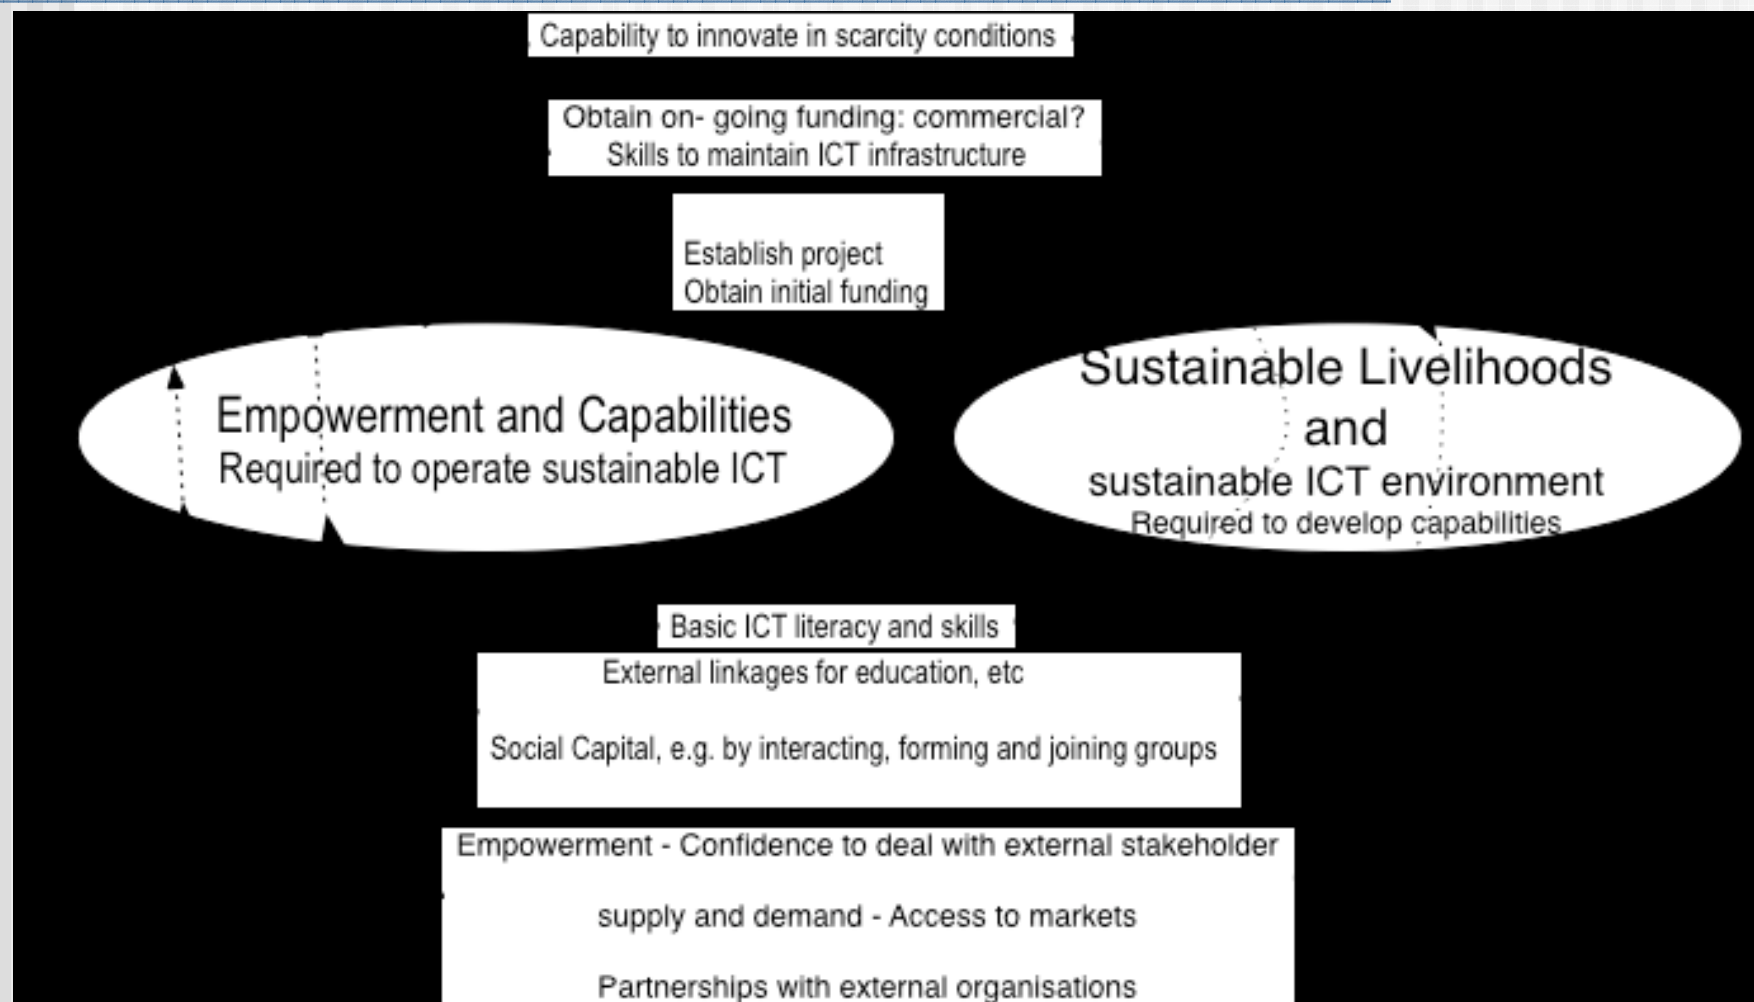 Capability to innovate in scarcity conditions
Obtain on- going funding: commercial?
Skills to maintain ICT infrastructure
Establish project
Obtain initial funding
Empowerment and Capabilities
Required to operate sustainable ICT
Sustainable Livelihoods
and
sustainable ICT environment
Required to develop capabilities
Basic ICT literacy and skills
External linkages for education, etc
Social Capital, e.g. by interacting, forming and joining groups
Empowerment - Confidence to deal with external stakeholder
supply and demand - Access to markets
Partnerships with external organisations